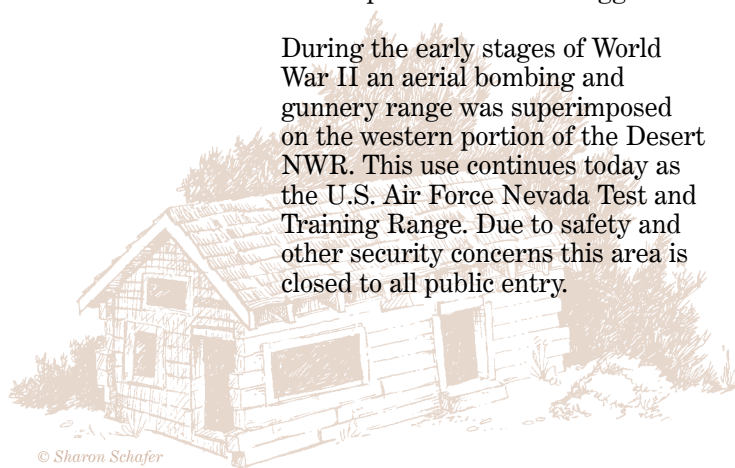 During the early stages of World
War II an aerial bombing and
gunnery range was superimposed
on the western portion of the Desert
NWR. This use continues today as
the U.S. Air Force Nevada Test and
Training Range. Due to safety and
other security concerns this area is
closed to all public entry.
© Sharon Schafer